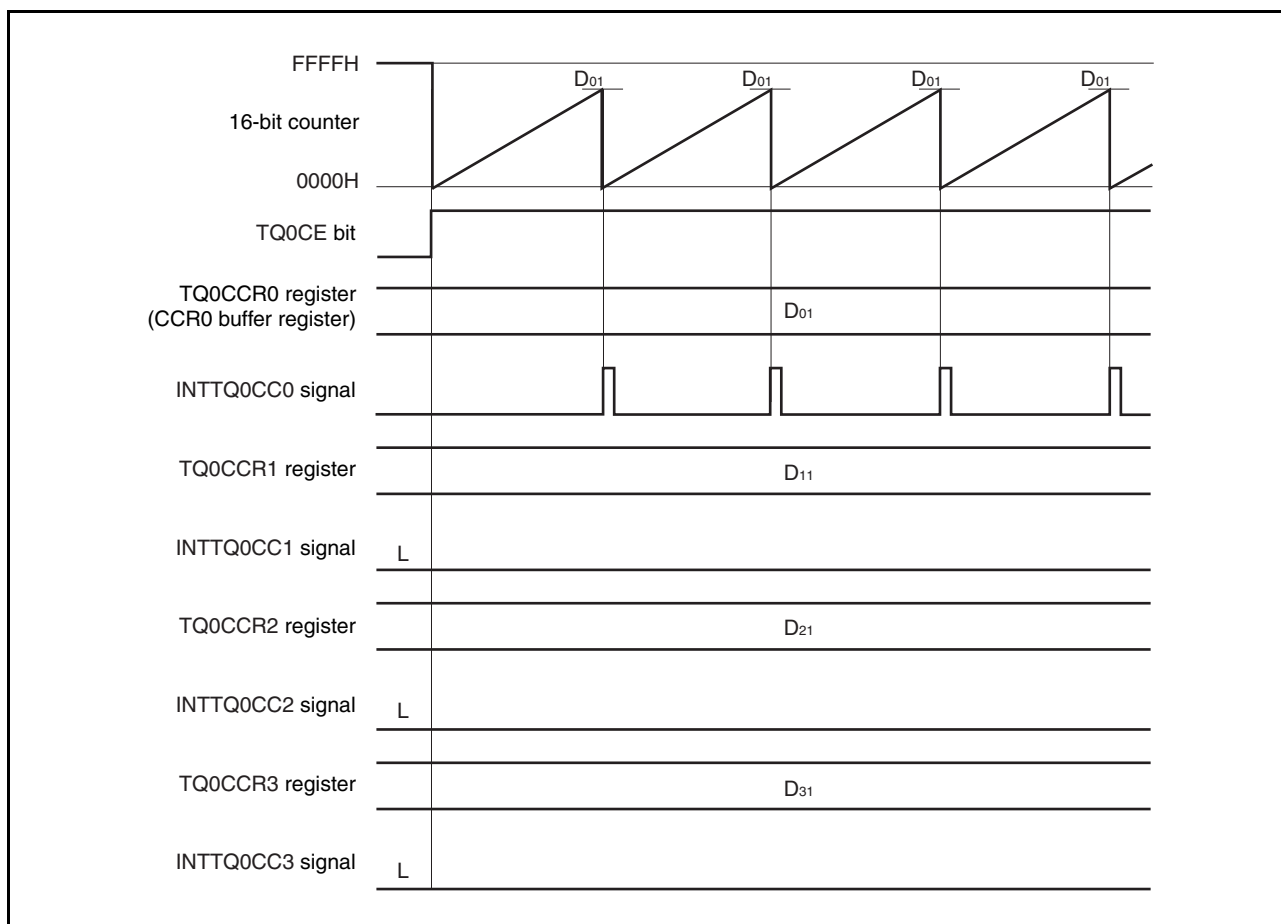 FFFFH
D01 D01 D01 D01
16-bit counter
0000H
TQ0CE bit
TQ0CCR0 register
(CCR0 buffer register)
D01
INTTQ0CC0 signal
TQ0CCR1 register
D11
INTTQ0CC1 signal L
TQ0CCR2 register
D21
INTTQ0CC2 signal L
TQ0CCR3 register
D31
INTTQ0CC3 signal L